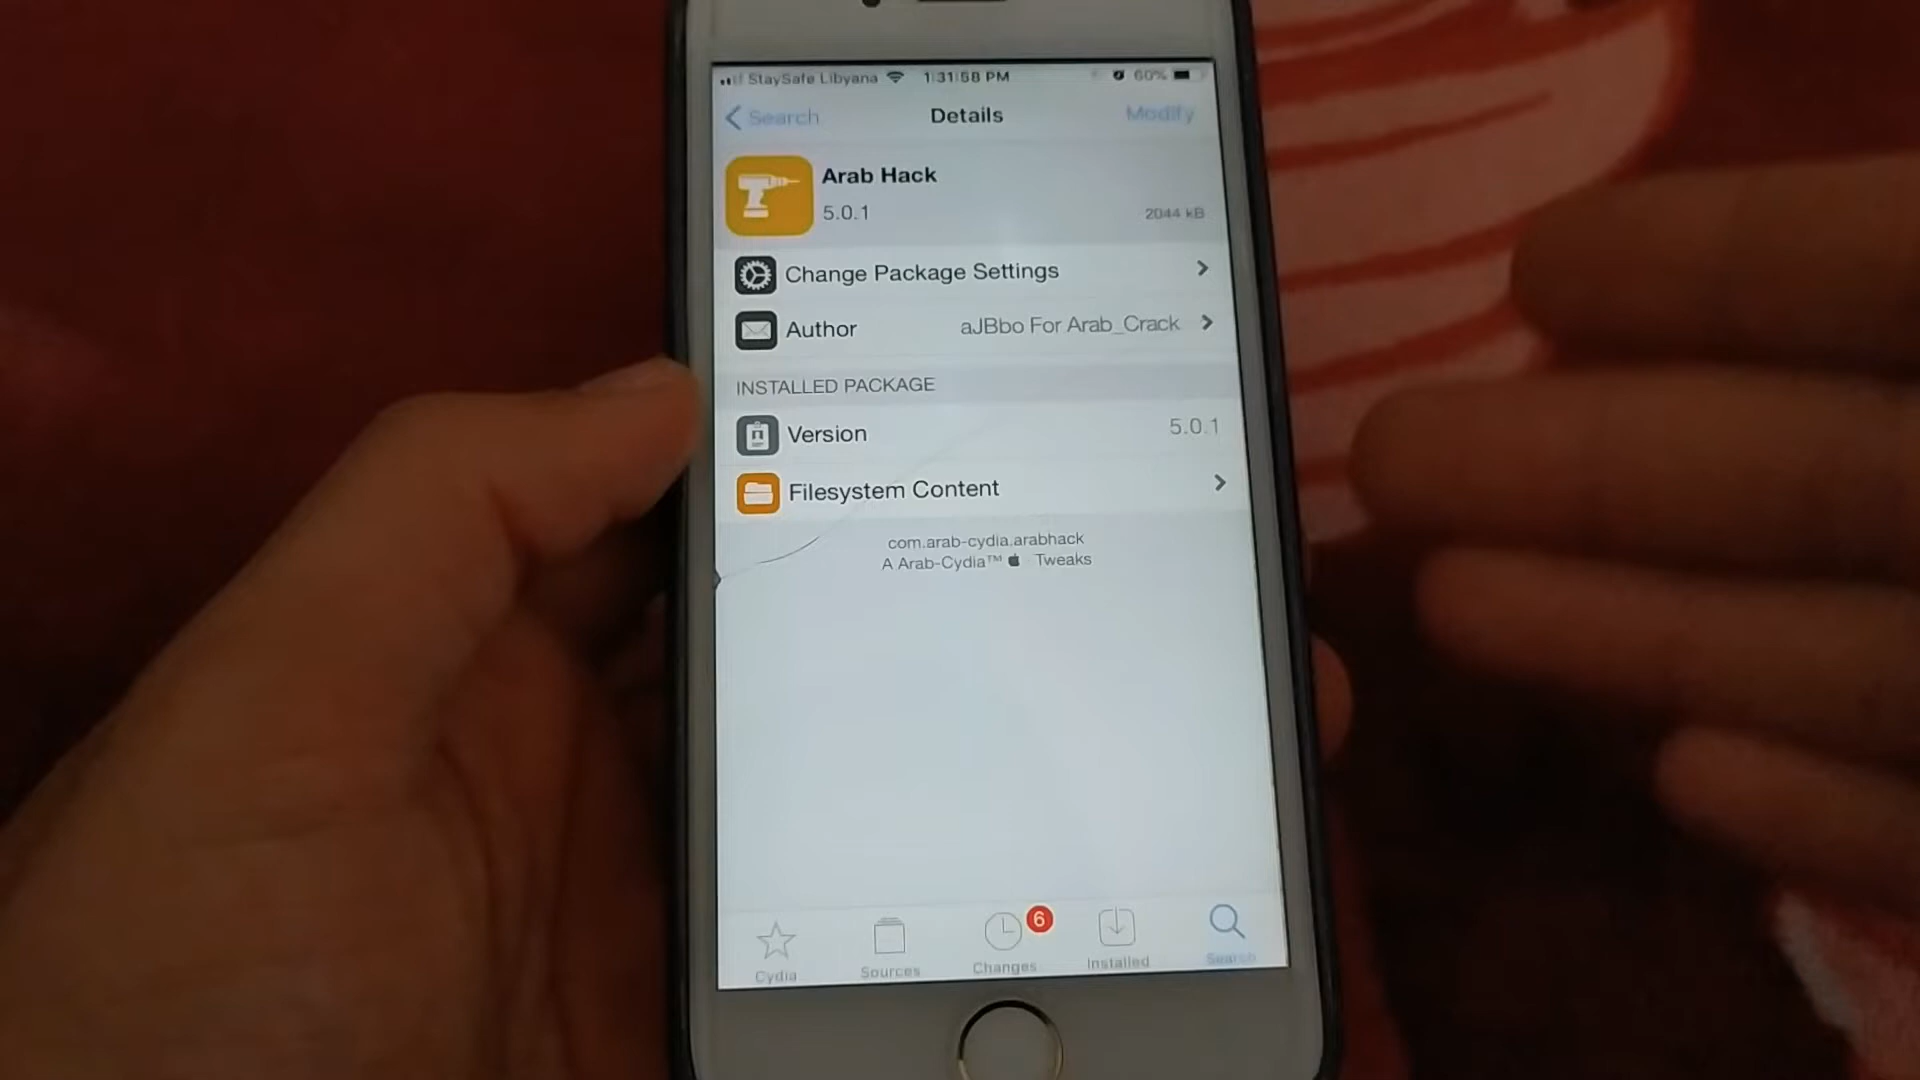 StaySafe Libyana 1:31:58 PM 60%
Search Details Modify
Arab Hack
5.0.1 2044 kB
Change Package Settings
Author aJBbo For Arab_Crack
INSTALLED PACKAGE
Version 5.0.1
Filesystem Content
com.arab-cydia.arabhack
A Arab-Cydia™ Tweaks
6
Cydia Sources Changes Installed Search